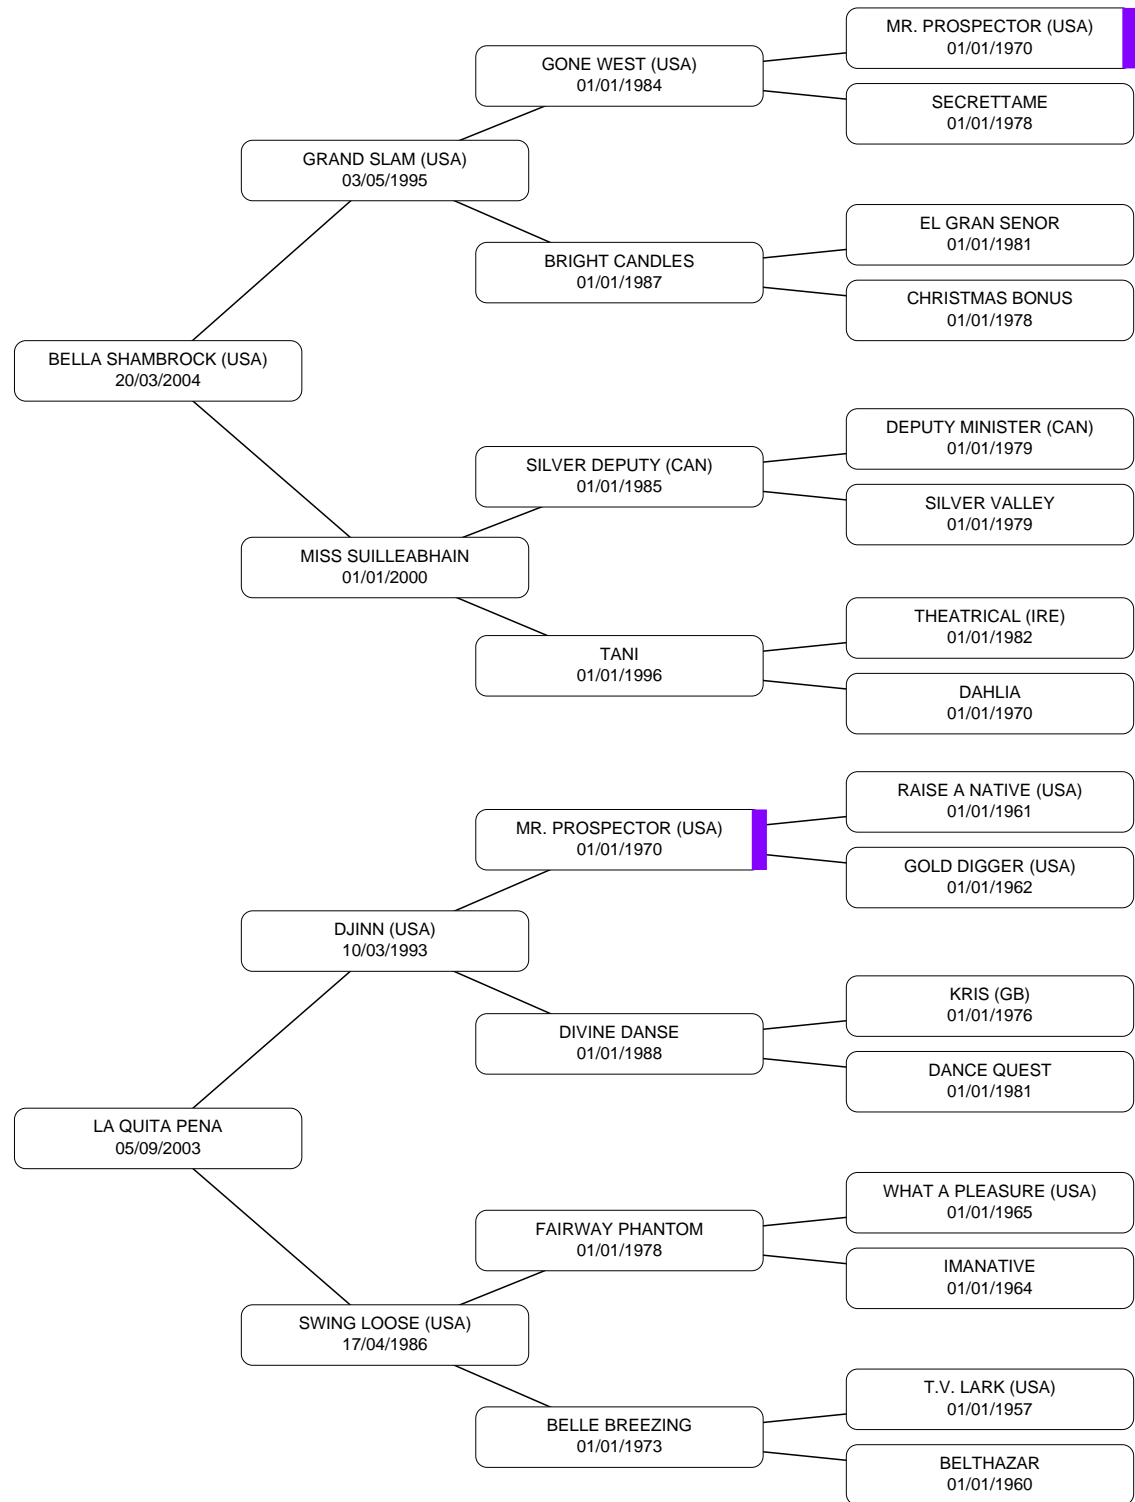 MR. PROSPECTOR (USA)
01/01/1970
GONE WEST (USA)
01/01/1984
SECRETTAME
01/01/1978
GRAND SLAM (USA)
03/05/1995
EL GRAN SENOR
01/01/1981
BRIGHT CANDLES
01/01/1987
CHRISTMAS BONUS
01/01/1978
BELLA SHAMBROCK (USA)
20/03/2004
DEPUTY MINISTER (CAN)
01/01/1979
SILVER DEPUTY (CAN)
01/01/1985
SILVER VALLEY
01/01/1979
MISS SUILLEABHAIN
01/01/2000
THEATRICAL (IRE)
01/01/1982
TANI
01/01/1996
DAHLIA
01/01/1970
RAISE A NATIVE (USA)
01/01/1961
MR. PROSPECTOR (USA)
01/01/1970
GOLD DIGGER (USA)
01/01/1962
DJINN (USA)
10/03/1993
KRIS (GB)
01/01/1976
DIVINE DANSE
01/01/1988
DANCE QUEST
01/01/1981
LA QUITA PENA
05/09/2003
WHAT A PLEASURE (USA)
01/01/1965
FAIRWAY PHANTOM
01/01/1978
IMANATIVE
01/01/1964
SWING LOOSE (USA)
17/04/1986
T.V. LARK (USA)
01/01/1957
BELLE BREEZING
01/01/1973
BELTHAZAR
01/01/1960